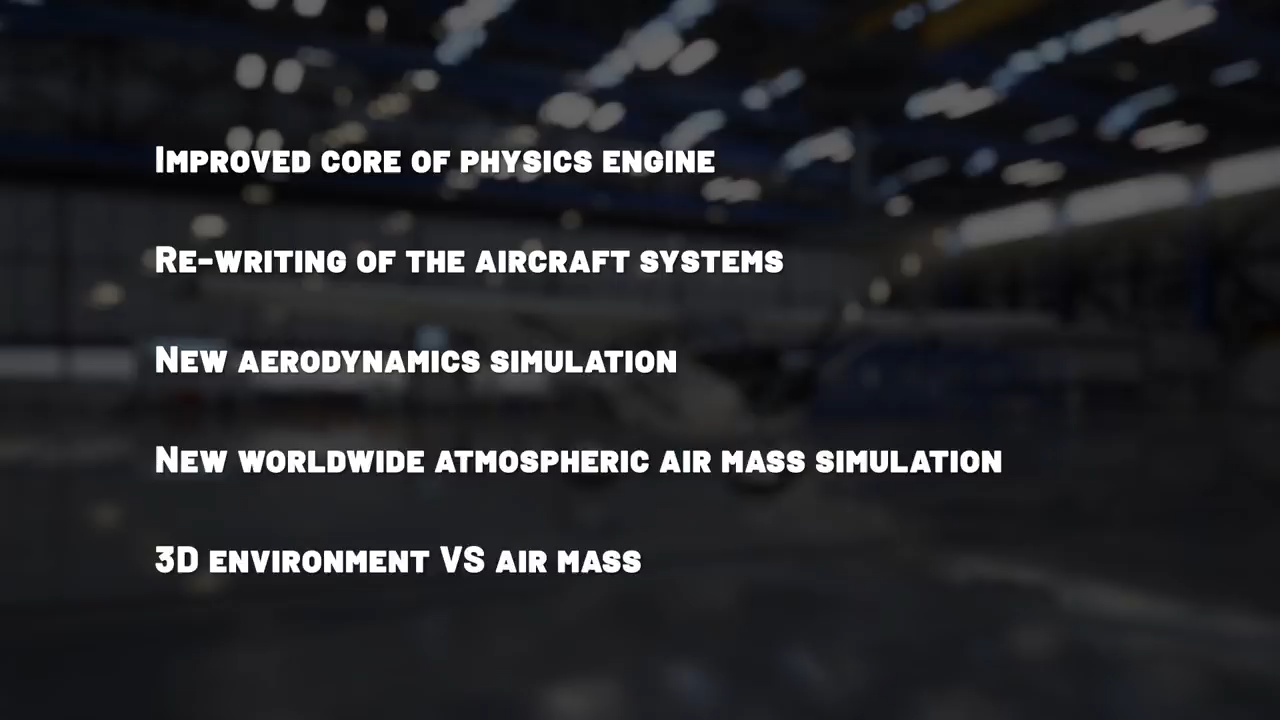 Improved core of physics engine
Re-writing of the aircraft systems
New aerodynamics simulation
New worldwide atmospheric air mass simulation
3D environment VS air mass